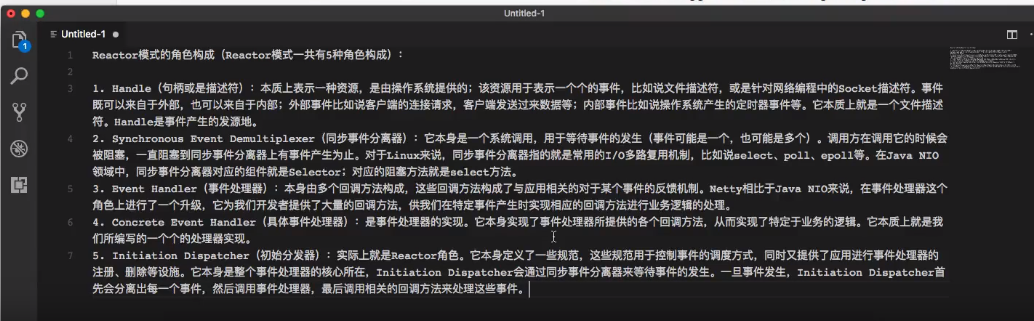 Untitled-1
Untitled-1
1
Reactor模式的角色构成（Reactor模式一共有5种角色构成）：
2
3
1. Handle（句柄或是描述符）：本质上表示一种资源，是由操作系统提供的；该资源用于表示一个个的事件，比如说文件描述符，或是针对网络编程中的Socket描述符。事件
既可以来自于外部，也可以来自于内部；外部事件比如说客户端的连接请求，客户端发送过来数据等；内部事件比如说操作系统产生的定时器事件等。它本质上就是一个文件描述
符。Handle是事件产生的发源地。
4
2. Synchronous Event Demultiplexer（同步事件分离器）：它本身是一个系统调用，用于等待事件的发生（事件可能是一个，也可能是多个）。调用方在调用它的时候会
被阻塞，一直阻塞到同步事件分离器上有事件产生为止。对于Linux来说，同步事件分离器指的就是常用的I/O多路复用机制，比如说select、poll、epoll等。在Java NIO
领域中，同步事件分离器对应的组件就是Selector；对应的阻塞方法就是select方法。
5
3. Event Handler（事件处理器）：本身由多个回调方法构成，这些回调方法构成了与应用相关的对于某个事件的反馈机制。Netty相比于Java NIO来说，在事件处理器这个
角色上进行了一个升级，它为我们开发者提供了大量的回调方法，供我们在特定事件产生时实现相应的回调方法进行业务逻辑的处理。
6
4. Concrete Event Handler（具体事件处理器）：是事件处理器的实现。它本身实现了事件处理器所提供的各个回调方法，从而实现了特定于业务的逻辑。它本质上就是我
们所编写的一个个的处理器实现。
7
5. Initiation Dispatcher（初始分发器）：实际上就是Reactor角色。它本身定义了一些规范，这些规范用于控制事件的调度方式，同时又提供了应用进行事件处理器的
注册、删除等设施。它本身是整个事件处理器的核心所在，Initiation Dispatcher会通过同步事件分离器来等待事件的发生。一旦事件发生，Initiation Dispatcher首
先会分离出每一个事件，然后调用事件处理器，最后调用相关的回调方法来处理这些事件。
1